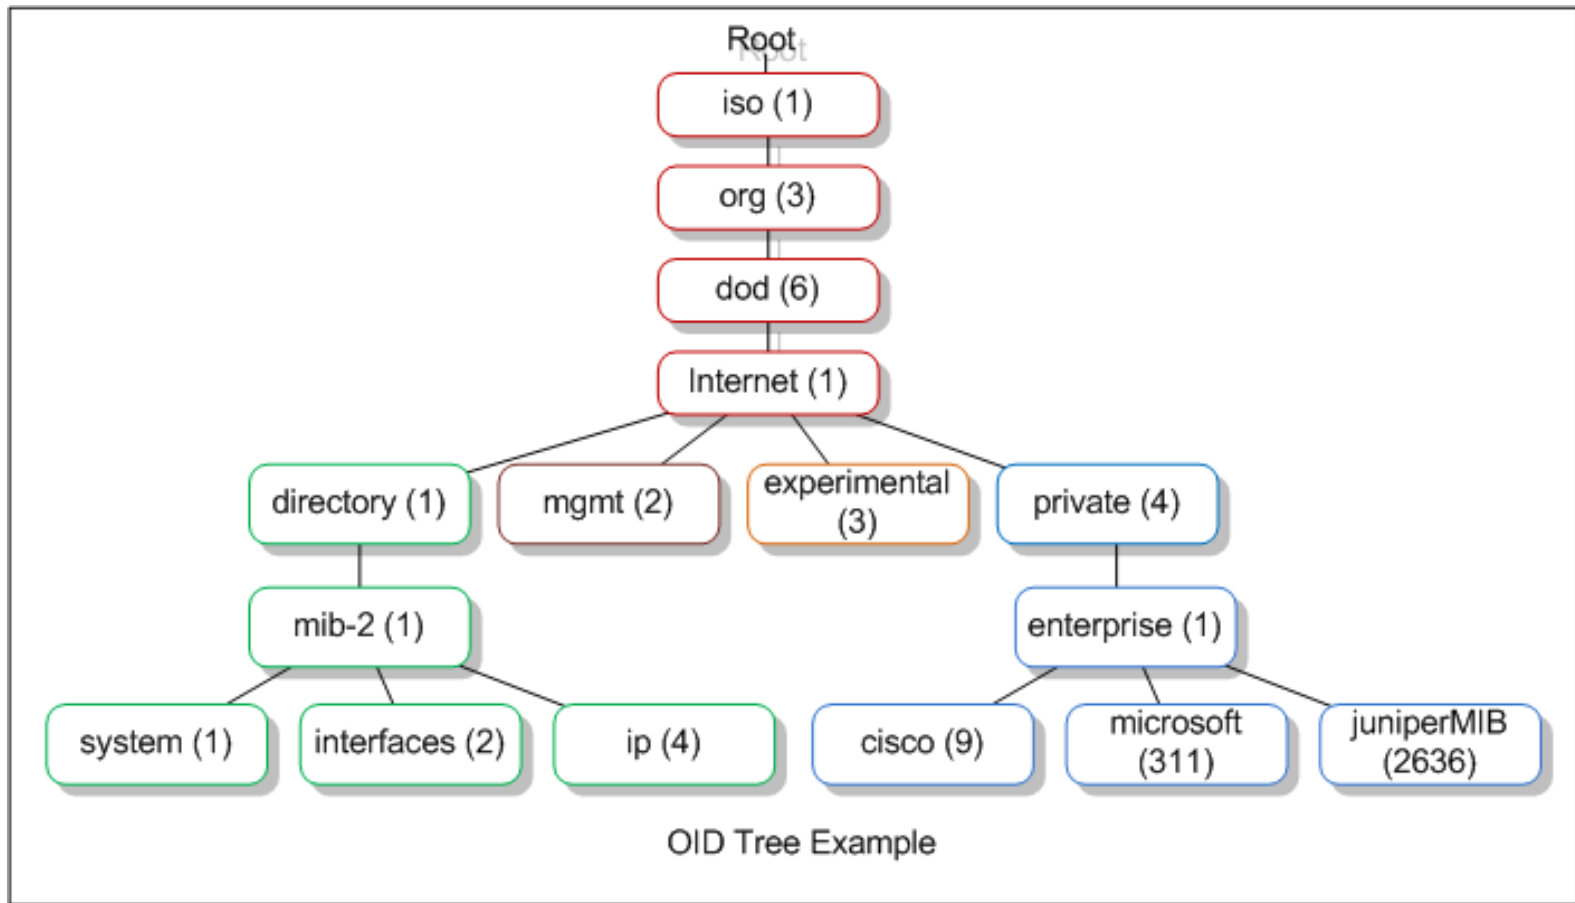 Root
iso (1)
org (3)
dod (6)
Internet (1)
directory (1)
mgmt (2)
experimental
(3)
private (4)
mib-2 (1)
enterprise (1)
system (1)
interfaces (2)
ip (4)
cisco (9)
microsoft
(311)
juniperMIB
(2636)
OID Tree Example